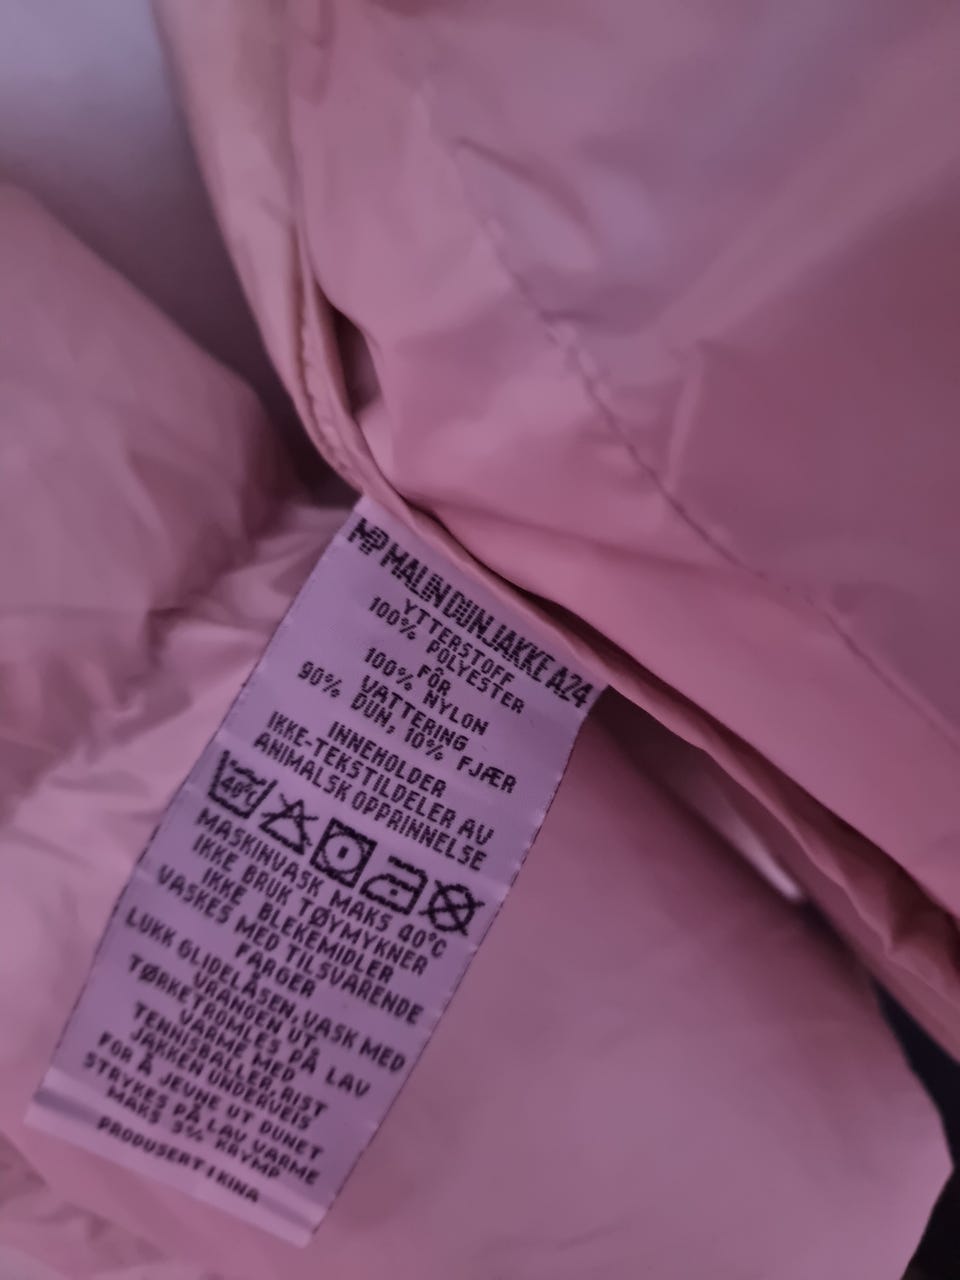 MP MALIN DUNJAKKE A24
YTTERSTOFF
100% POLYESTER
FÔR
100% NYLON
VATTERING
90% DUN, 10% FJÆR
INNEHOLDER
IKKE-TEKSTILDELER AV
ANIMALSK OPPRINNELSE
40°C
MASKINVASK MAKS 40°C
IKKE BRUK TØYMYKNER
IKKE BLEKEMIDLER
VASKES MED TILSVARENDE
FARGER
LUKK GLIDELÅSEN, VASK MED
VRANGEN UT,
TØRKETROMLES PÅ LAV
VARME MED
TENNISBALLER, RIST
JAKKEN UNDERVEIS
FOR Å JEVNE UT DUNET
STRYKES PÅ LAV VARME
MAKS 3% KRYMP
PRODUSERT I KINA